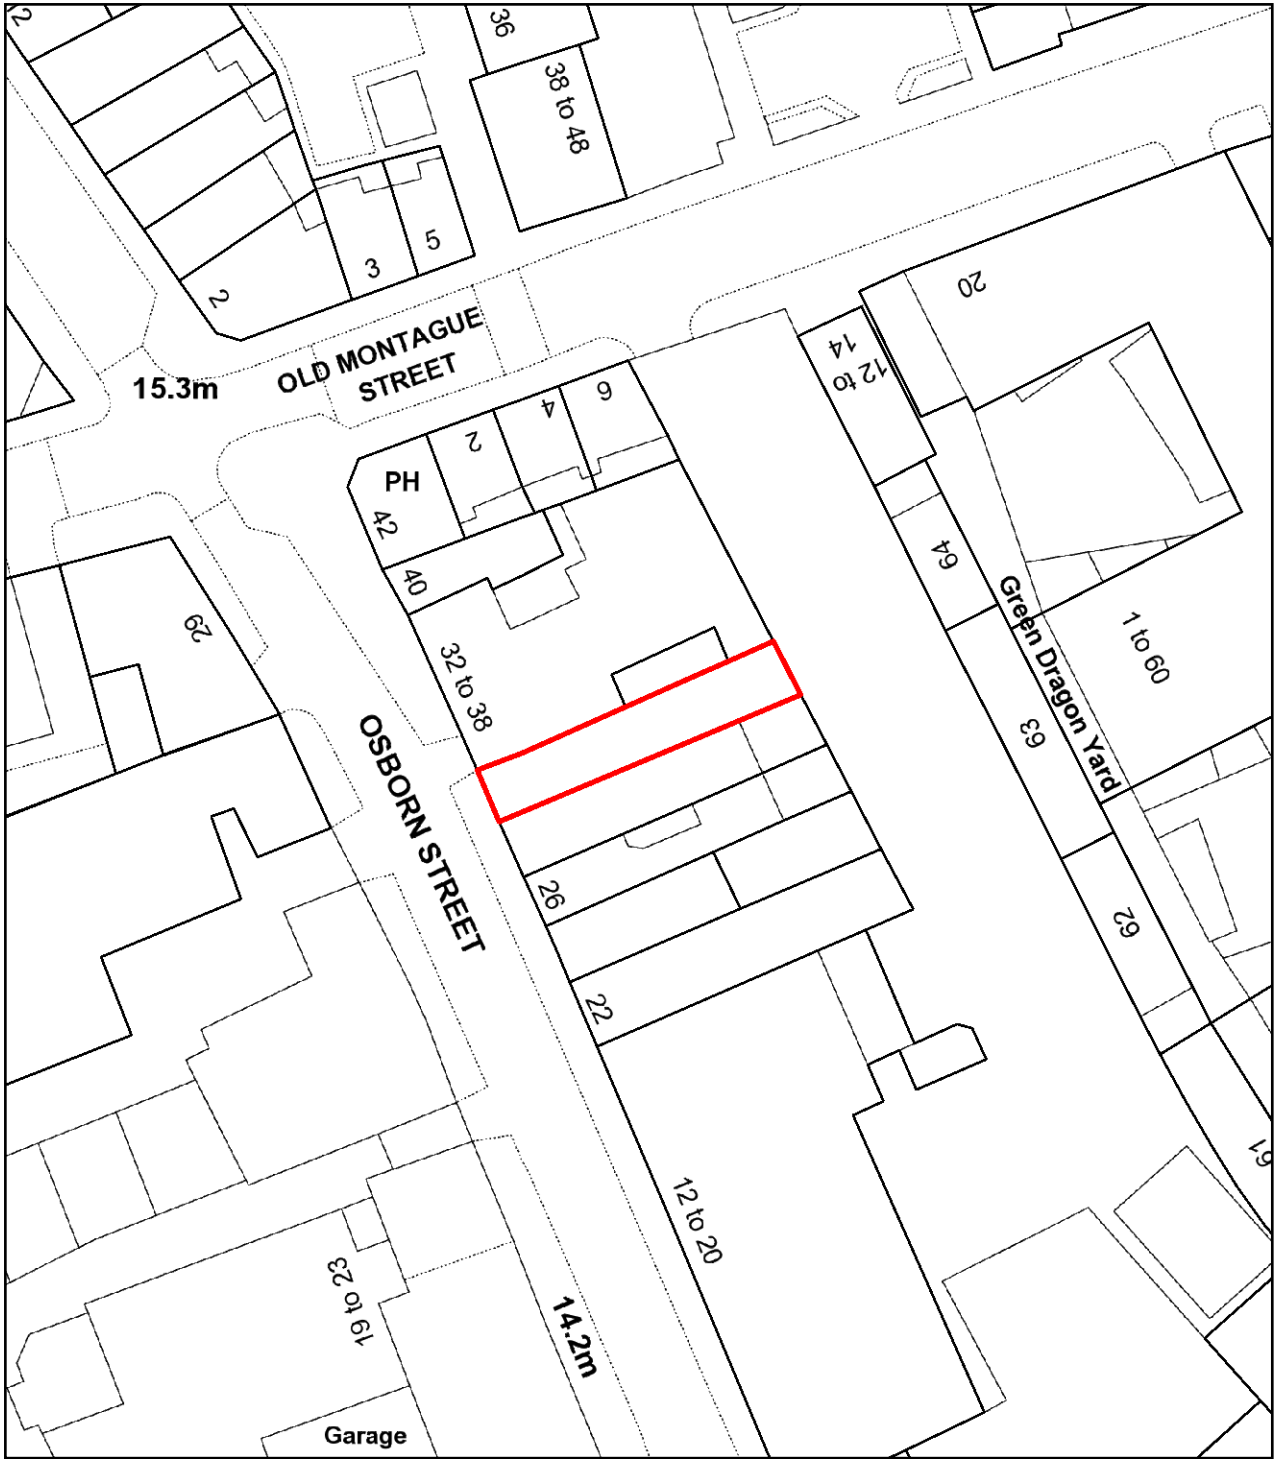 2
36
38 to 48
2
3
5
OLD MONTAGUE
STREET
15.3m
20
12 to
14
PH
42
2
4
6
40
64
29
32 to 38
Green Dragon Yard
1 to 60
63
OSBORN STREET
26
62
22
61
12 to 20
19 to 23
14.2m
Garage